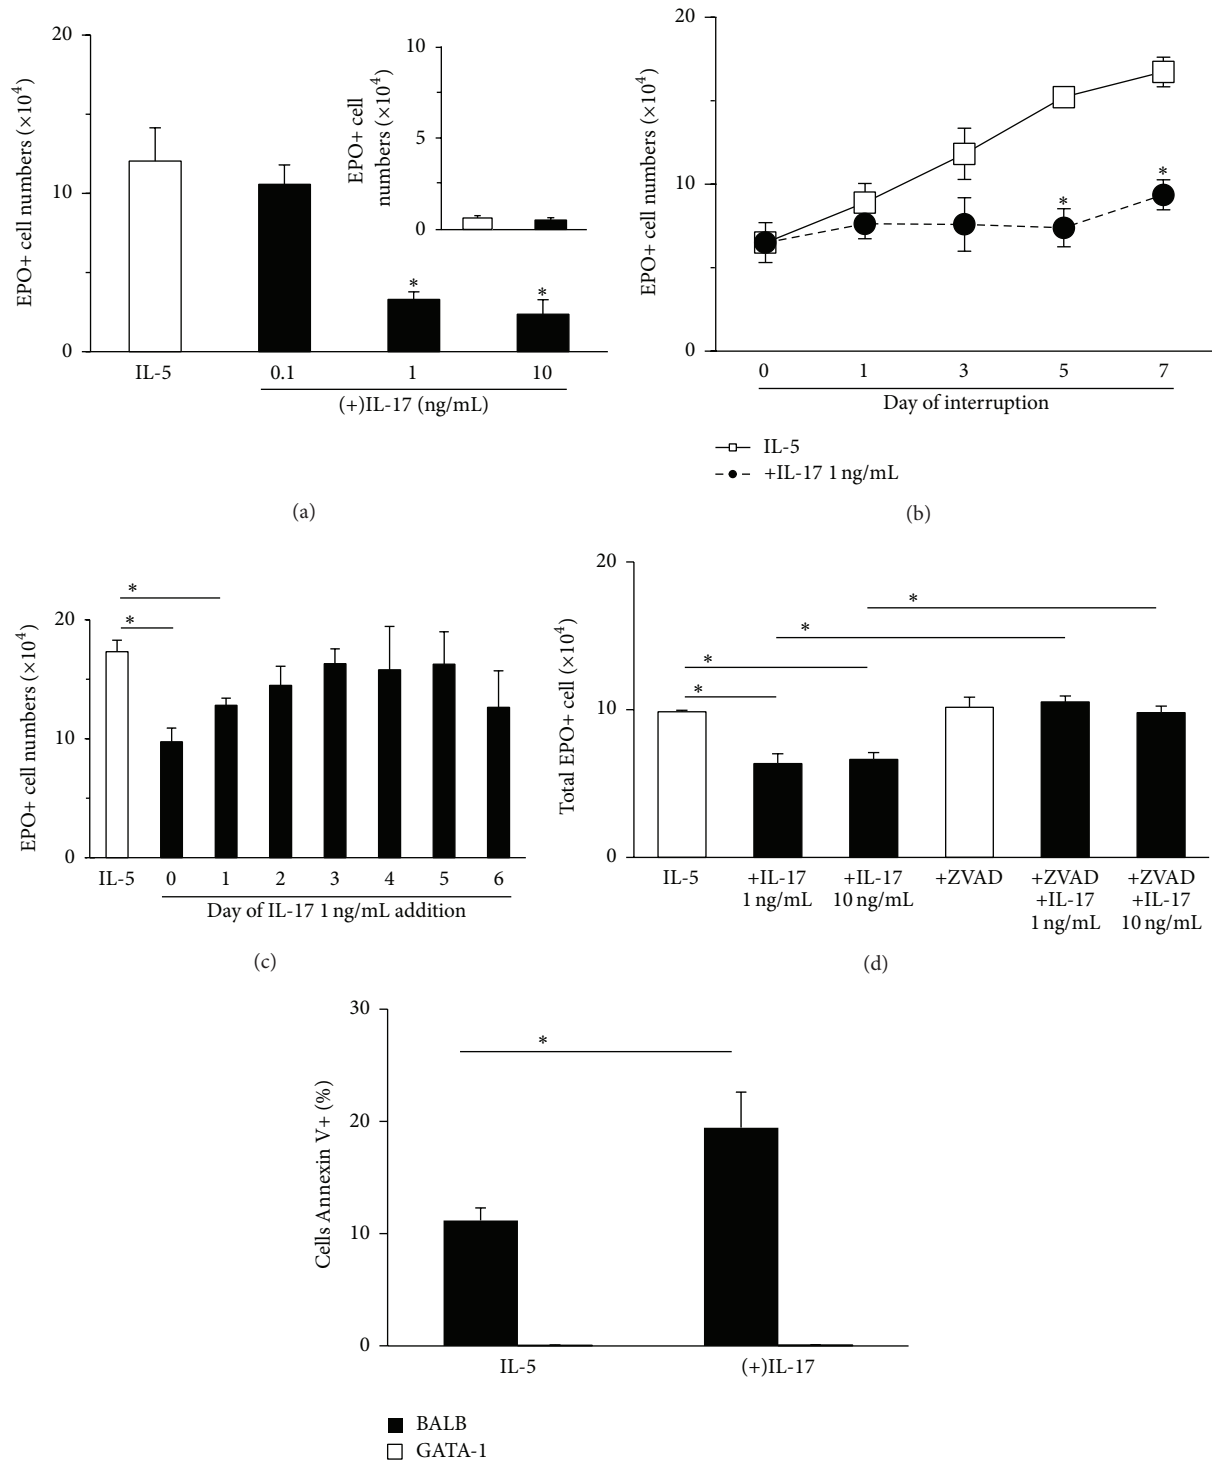 20
10
0
EPO+ cell numbers (×10⁴)
*
*
IL-5
0.1
1
10
(+)IL-17 (ng/mL)
10
5
0
EPO+ cell
numbers (×10⁴)
(a)
20
10
0
EPO+ cell numbers (×10⁴)
*
*
0
1
3
5
7
Day of interruption
IL-5
+IL-17 1 ng/mL
(b)
20
10
0
EPO+ cell numbers (×10⁴)
*
*
IL-5
0
1
2
3
4
5
6
Day of IL-17 1 ng/mL addition
(c)
20
10
0
Total EPO+ cell (×10⁴)
*
*
*
*
IL-5
+IL-17
1 ng/mL
+IL-17
10 ng/mL
+ZVAD
+ZVAD
+IL-17
1 ng/mL
+ZVAD
+IL-17
10 ng/mL
(d)
30
20
10
0
Cells Annexin V+ (%)
*
IL-5
(+)IL-17
BALB
GATA-1